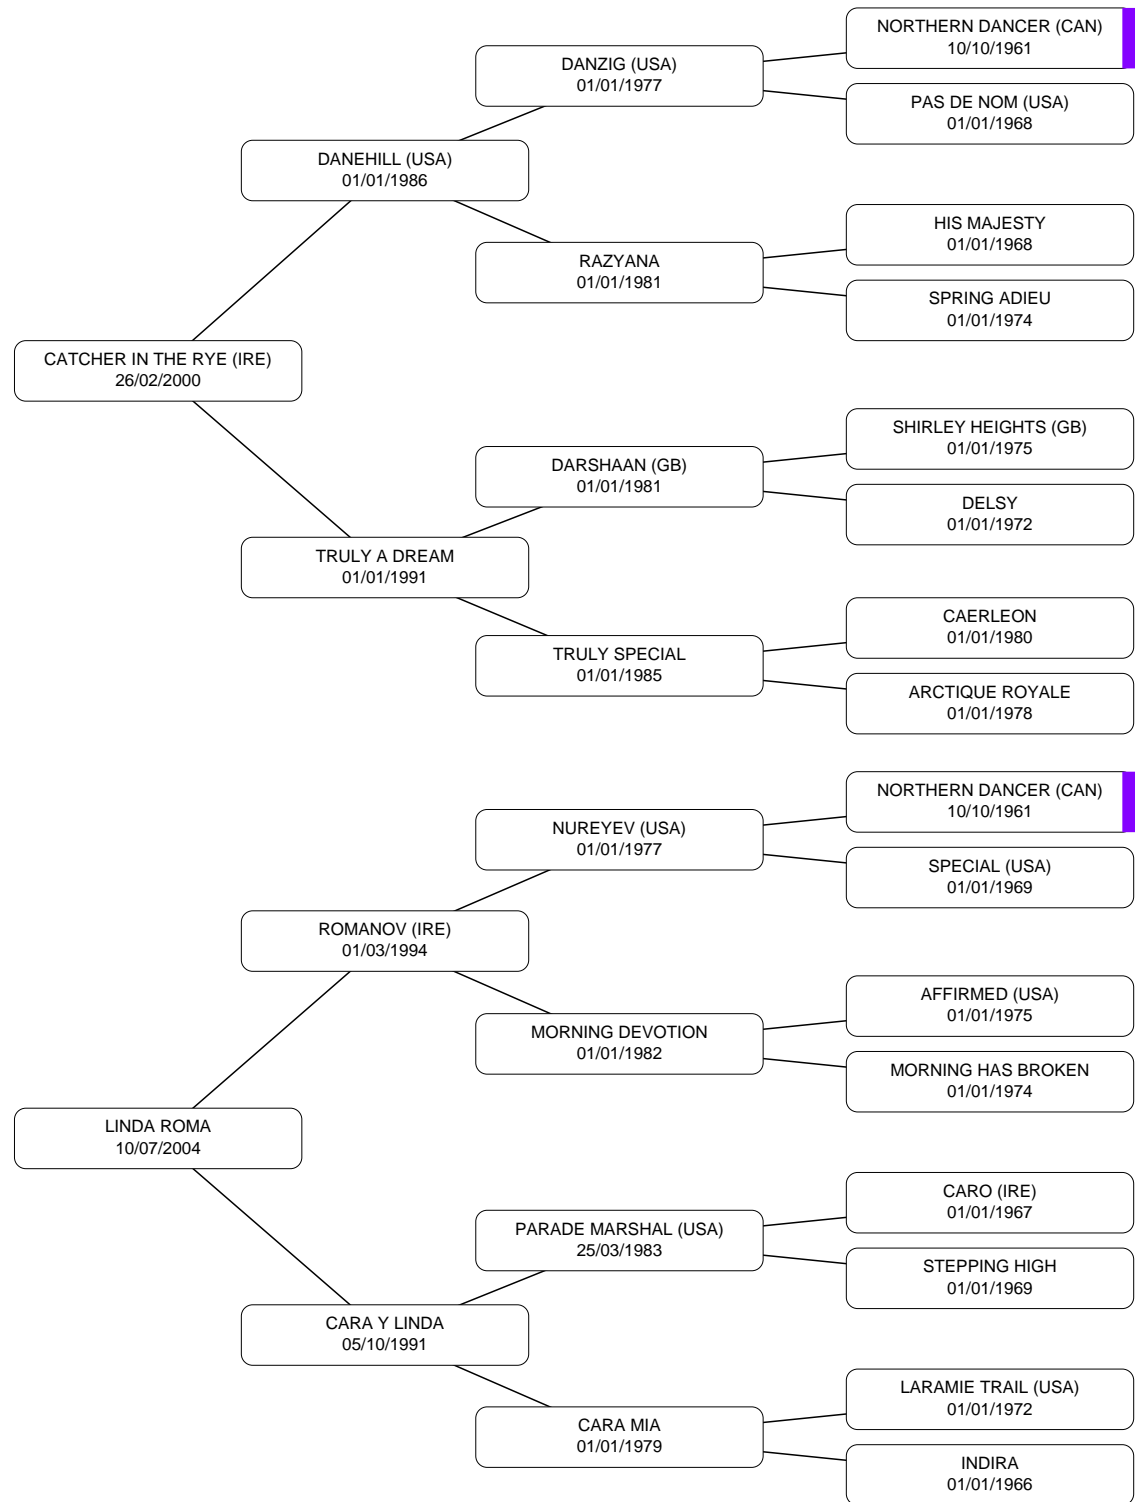 NORTHERN DANCER (CAN)
10/10/1961
DANZIG (USA)
01/01/1977
PAS DE NOM (USA)
01/01/1968
DANEHILL (USA)
01/01/1986
HIS MAJESTY
01/01/1968
RAZYANA
01/01/1981
SPRING ADIEU
01/01/1974
CATCHER IN THE RYE (IRE)
26/02/2000
SHIRLEY HEIGHTS (GB)
01/01/1975
DARSHAAN (GB)
01/01/1981
DELSY
01/01/1972
TRULY A DREAM
01/01/1991
CAERLEON
01/01/1980
TRULY SPECIAL
01/01/1985
ARCTIQUE ROYALE
01/01/1978
NORTHERN DANCER (CAN)
10/10/1961
NUREYEV (USA)
01/01/1977
SPECIAL (USA)
01/01/1969
ROMANOV (IRE)
01/03/1994
AFFIRMED (USA)
01/01/1975
MORNING DEVOTION
01/01/1982
MORNING HAS BROKEN
01/01/1974
LINDA ROMA
10/07/2004
CARO (IRE)
01/01/1967
PARADE MARSHAL (USA)
25/03/1983
STEPPING HIGH
01/01/1969
CARA Y LINDA
05/10/1991
LARAMIE TRAIL (USA)
01/01/1972
CARA MIA
01/01/1979
INDIRA
01/01/1966